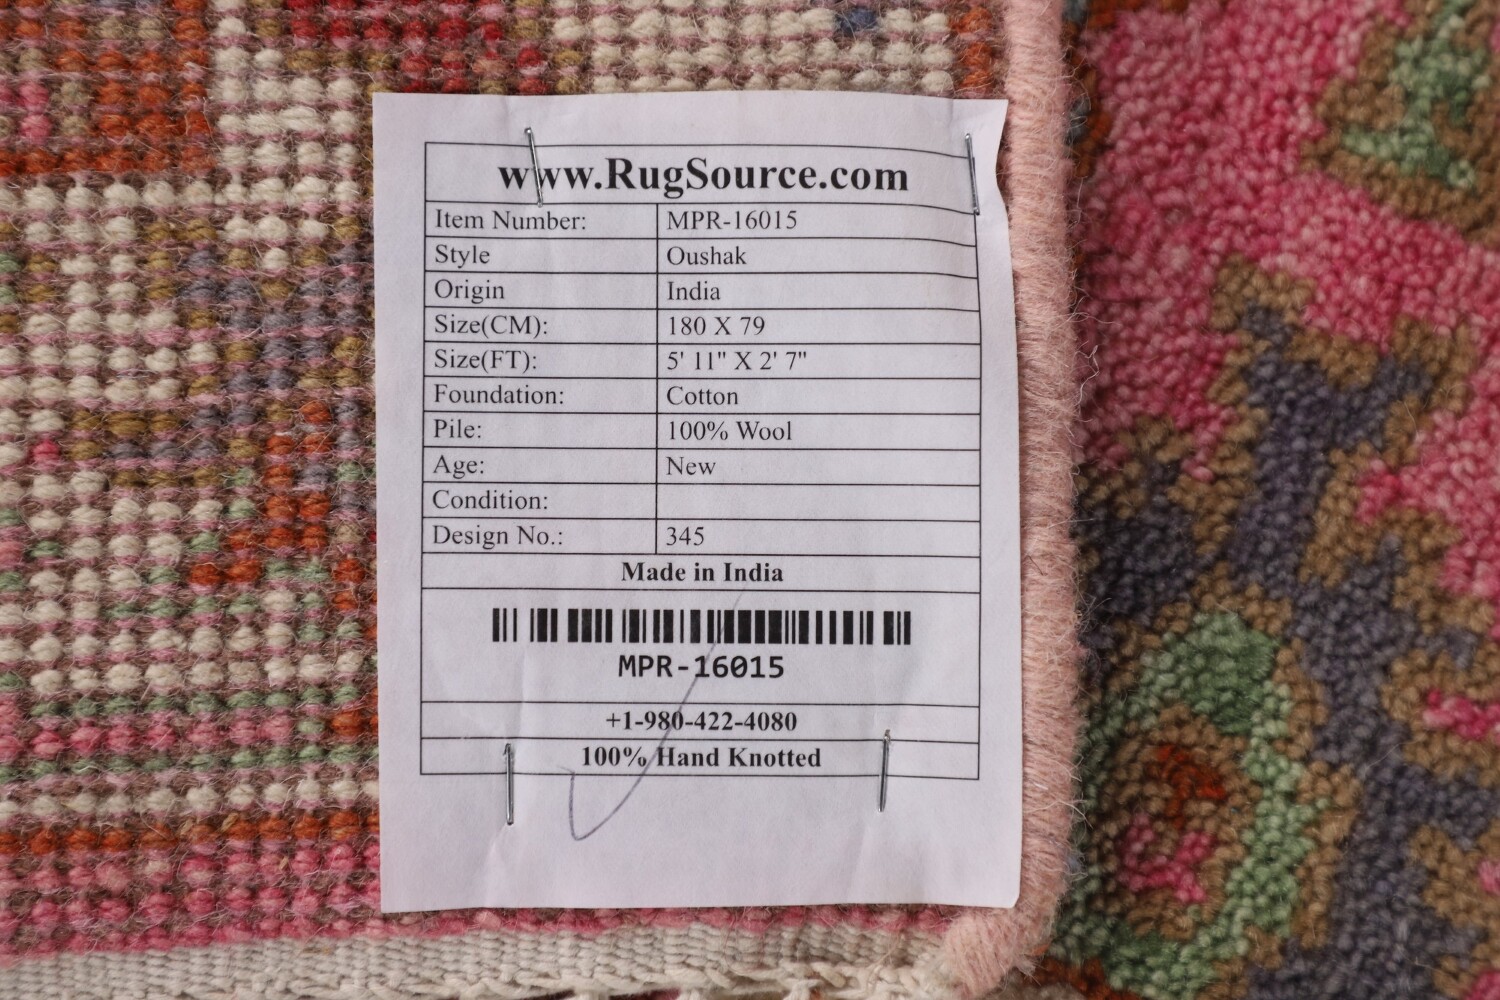 www.RugSource.com
Item Number: MPR-16015
Style Oushak
Origin India
Size(CM): 180 X 79
Size(FT): 5' 11" X 2' 7"
Foundation: Cotton
Pile: 100% Wool
Age: New
Condition:
Design No.: 345
Made in India
MPR-16015
+1-980-422-4080
100% Hand Knotted